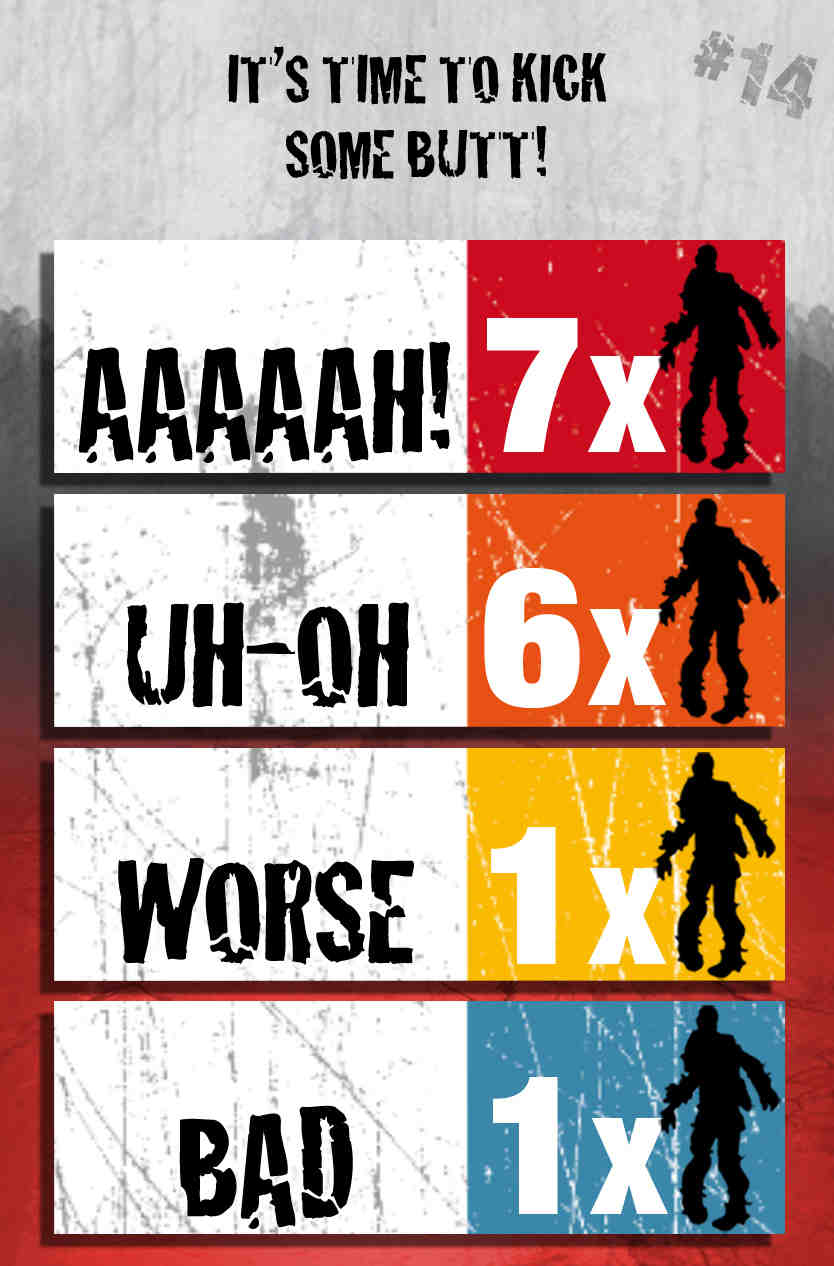 #14
IT'S TIME TO KICK
SOME BUTT!
AAAAAH! 7x
UH-OH 6x
WORSE 1x
BAD 1x